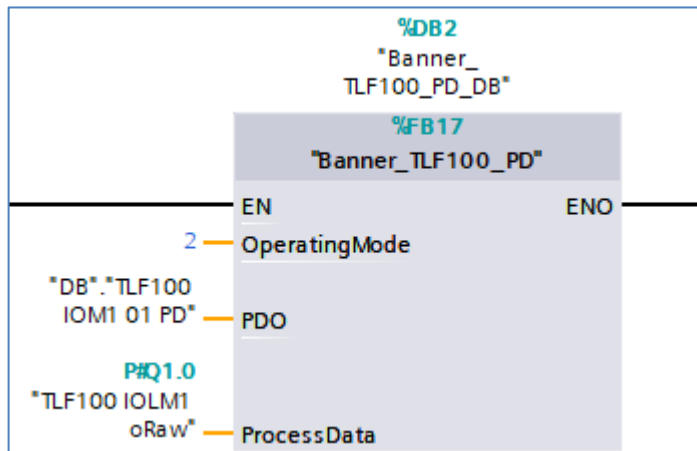 %DB2
"Banner_
TLF100_PD_DB"
%FB17
"Banner_TLF100_PD"
EN ENO
2 OperatingMode
"DB"."TLF100
IOM1 01 PD" PDO
P#Q1.0
"TLF100 IOLM1
oRaw" ProcessData